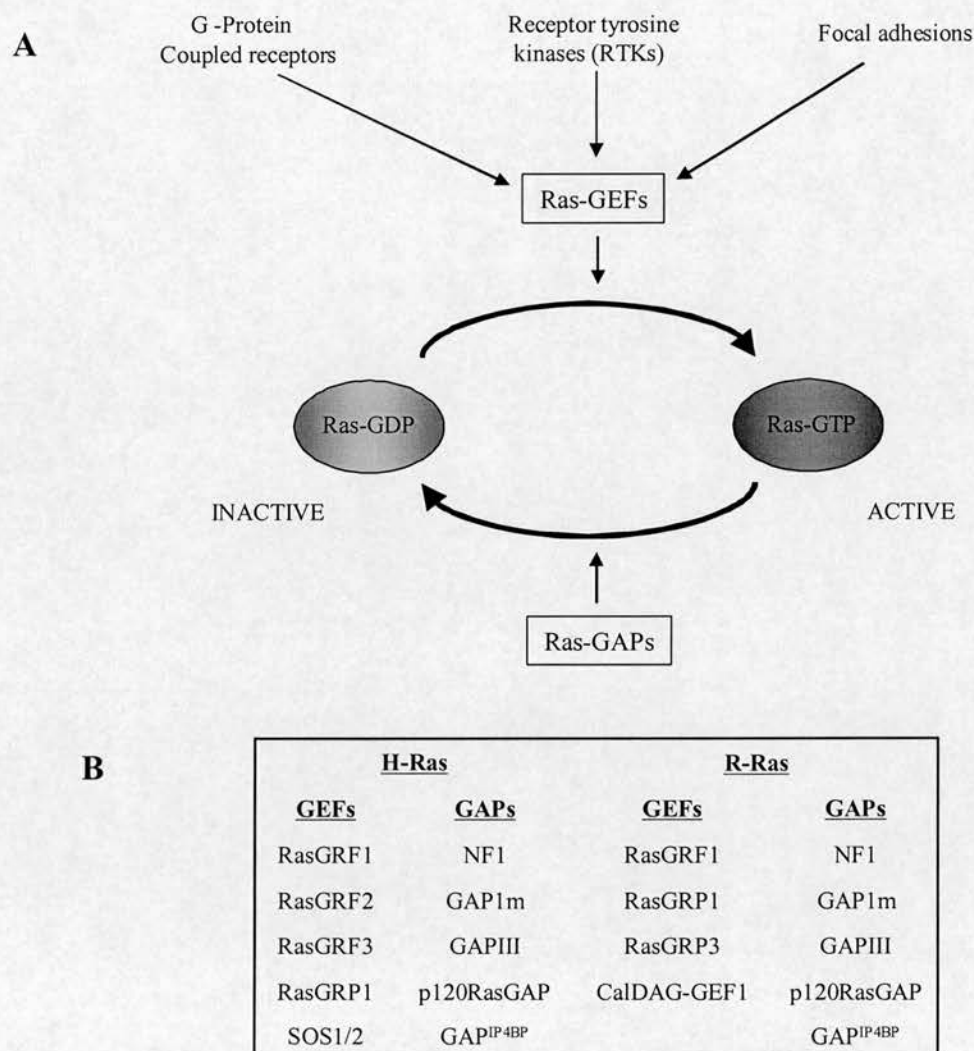 A
G -Protein
Coupled receptors
Receptor tyrosine
kinases (RTKs)
Focal adhesions
Ras-GEFs
Ras-GDP
Ras-GTP
INACTIVE
ACTIVE
Ras-GAPs
B
H-Ras R-Ras
GEFs GAPs GEFs GAPs
RasGRF1 NF1 RasGRF1 NF1
RasGRF2 GAP1m RasGRP1 GAP1m
RasGRF3 GAPIII RasGRP3 GAPIII
RasGRP1 p120RasGAP CalDAG-GEF1 p120RasGAP
SOS1/2 GAPIP4BP GAPIP4BP